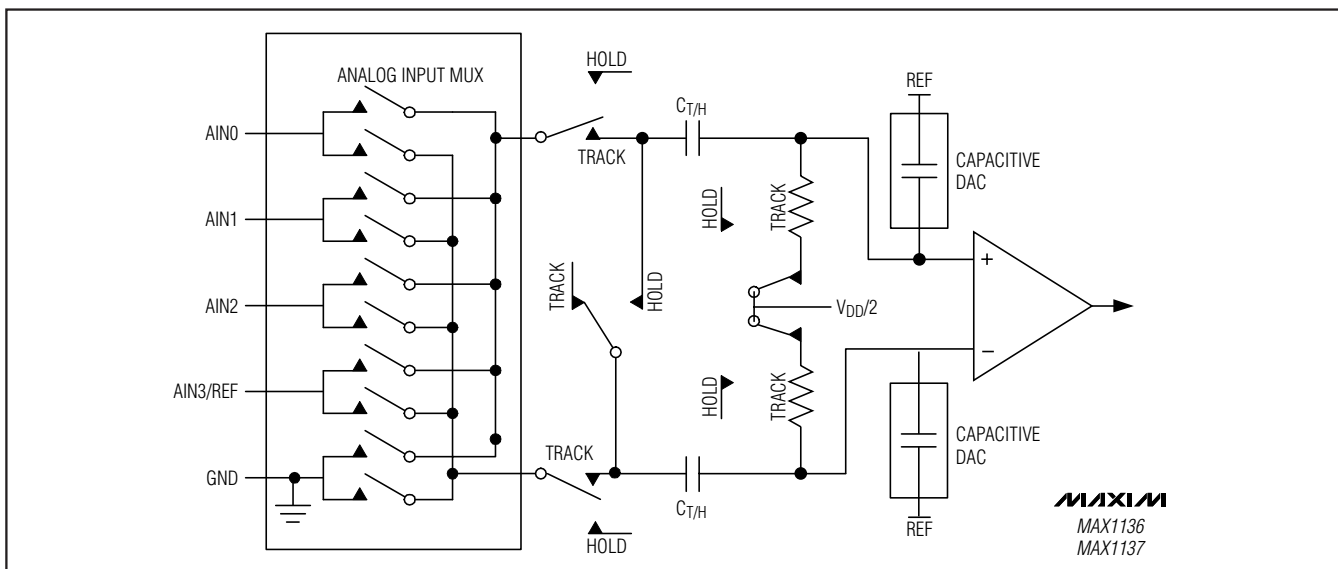 ANALOG INPUT MUX
AIN0
AIN1
AIN2
AIN3/REF
GND
HOLD
TRACK
CT/H
HOLD
TRACK
TRACK
HOLD
VDD/2
HOLD
TRACK
TRACK
HOLD
CT/H
REF
CAPACITIVE
DAC
+
−
CAPACITIVE
DAC
REF
MAXIM
MAX1136
MAX1137